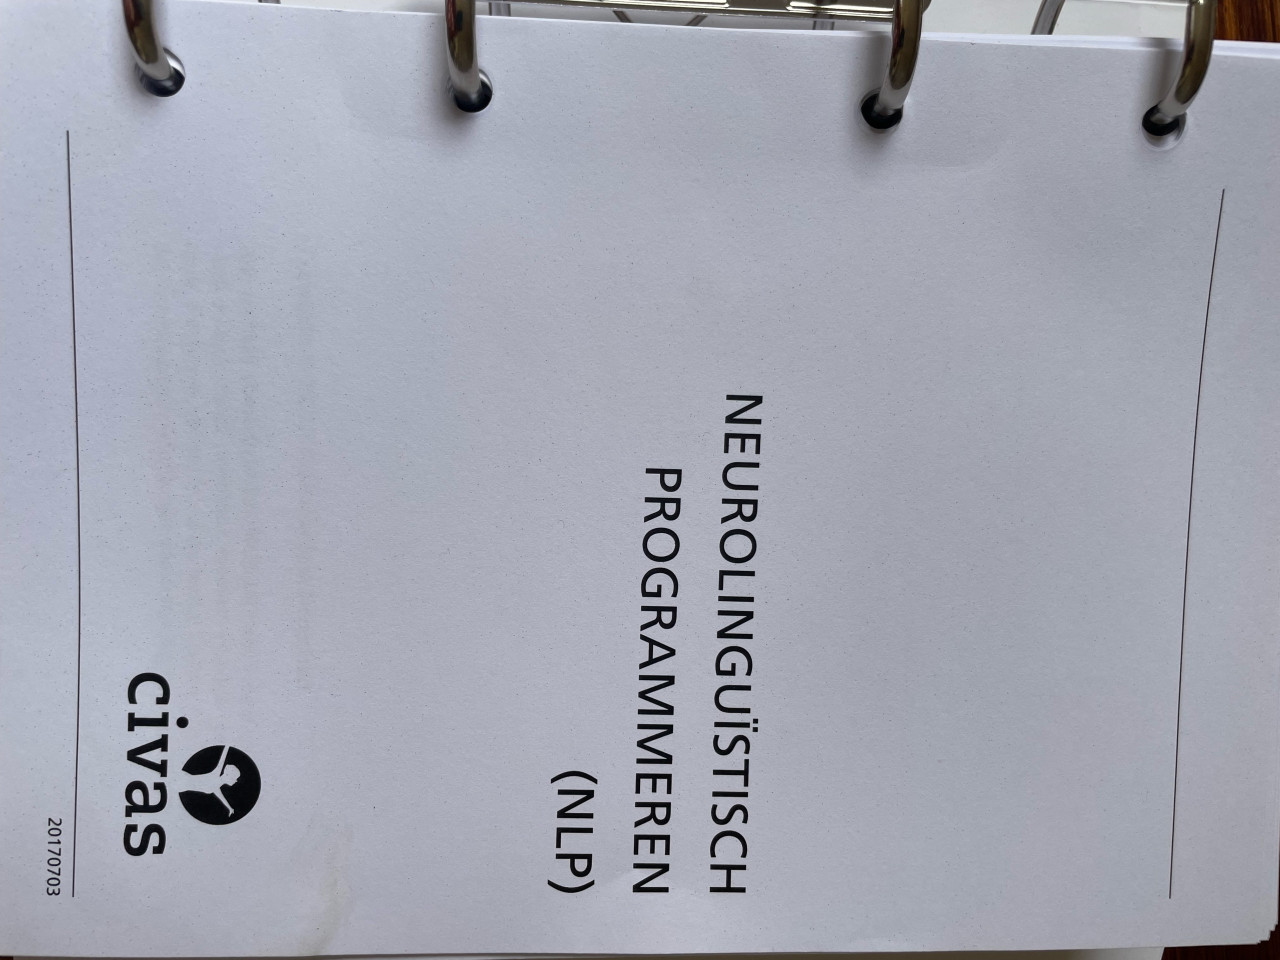 NEUROLINGUÏSTISCH
PROGRAMMEREN
(NLP)
civas
20170703